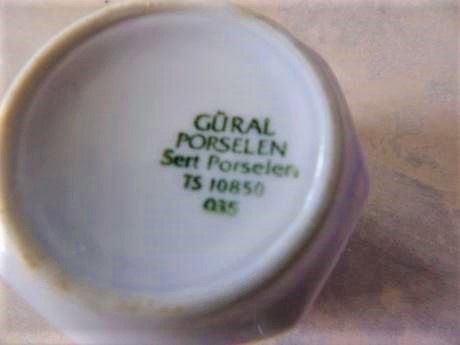 GÜRAL
PORSELEN
Sert Porselen
TS 10850
035